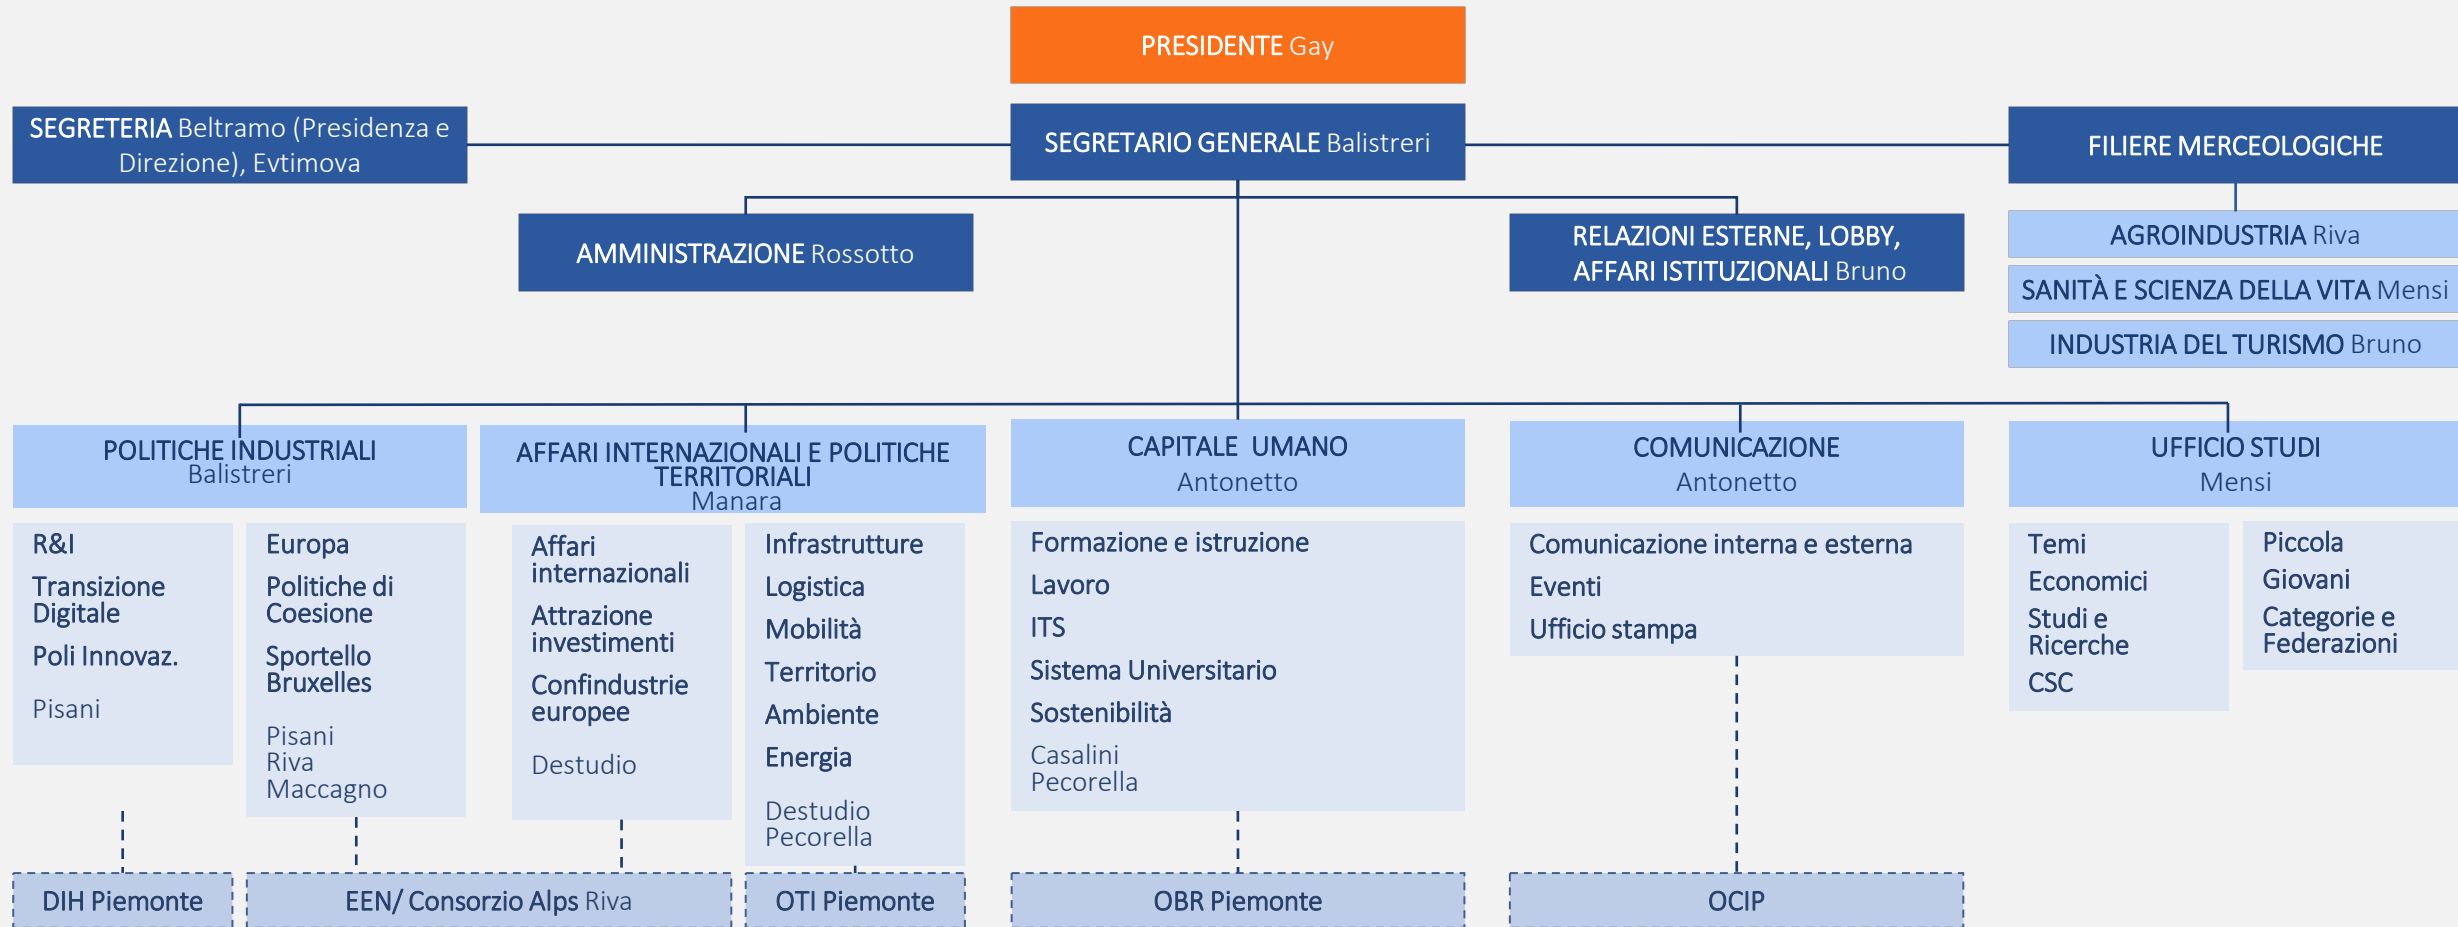 PRESIDENTE Gay
SEGRETERIA Beltramo (Presidenza e
Direzione), Evtimova
SEGRETARIO GENERALE Balistreri
FILIERE MERCEOLOGICHE
AMMINISTRAZIONE Rossotto
RELAZIONI ESTERNE, LOBBY,
AFFARI ISTITUZIONALI Bruno
AGROINDUSTRIA Riva
SANITÀ E SCIENZA DELLA VITA Mensi
INDUSTRIA DEL TURISMO Bruno
POLITICHE INDUSTRIALI
Balistreri
R&I
Transizione
Digitale
Poli Innovaz.
Pisani
Europa
Politiche di
Coesione
Sportello
Bruxelles
Pisani
Riva
Maccagno
AFFARI INTERNAZIONALI E POLITICHE
TERRITORIALI
Manara
Affari
internazionali
Attrazione
investimenti
Confindustrie
europee
Destudio
Infrastrutture
Logistica
Mobilità
Territorio
Ambiente
Energia
Destudio
Pecorella
CAPITALE UMANO
Antonetto
Formazione e istruzione
Lavoro
ITS
Sistema Universitario
Sostenibilità
Casalini
Pecorella
COMUNICAZIONE
Antonetto
Comunicazione interna e esterna
Eventi
Ufficio stampa
UFFICIO STUDI
Mensi
Temi
Economici
Studi e
Ricerche
CSC
Piccola
Giovani
Categorie e
Federazioni
DIH Piemonte
EEN/ Consorzio Alps Riva
OTI Piemonte
OBR Piemonte
OCIP